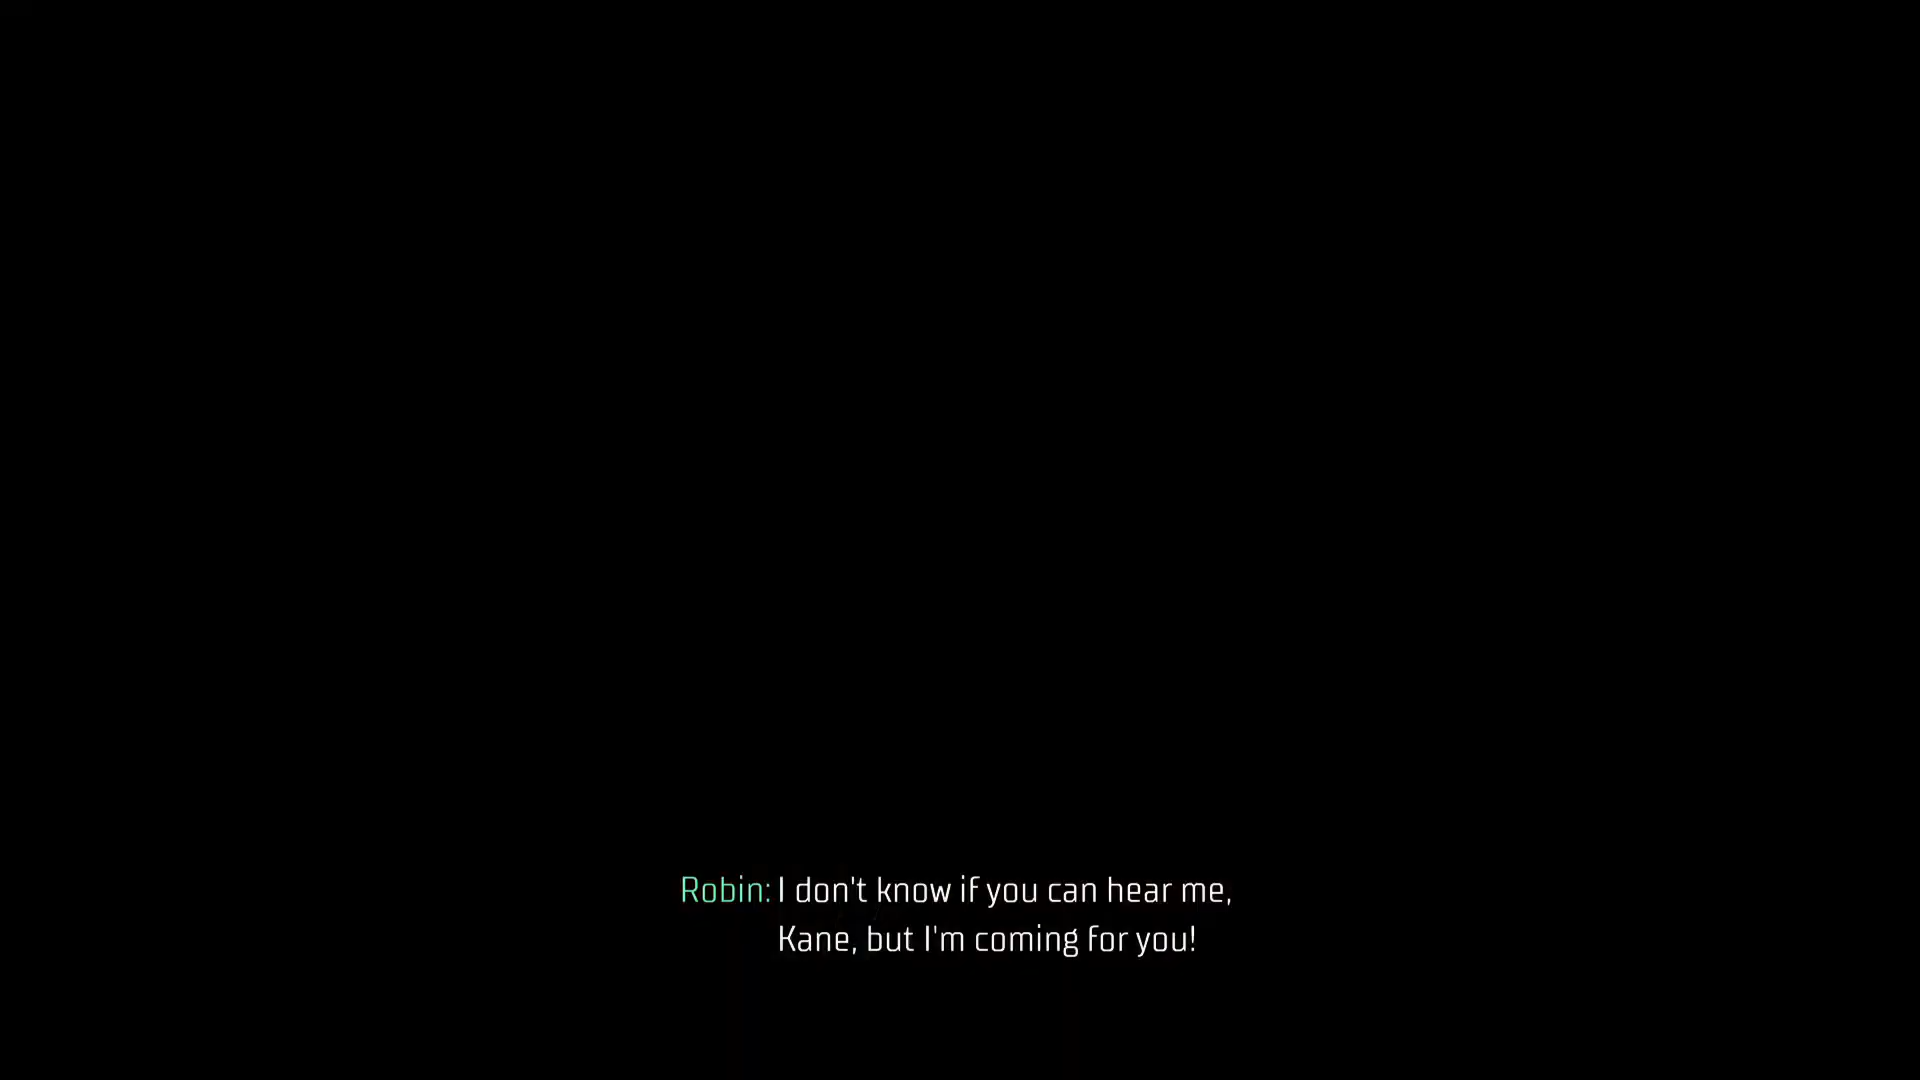 Robin: I don't know if you can hear me,
Kane, but I'm coming for you!